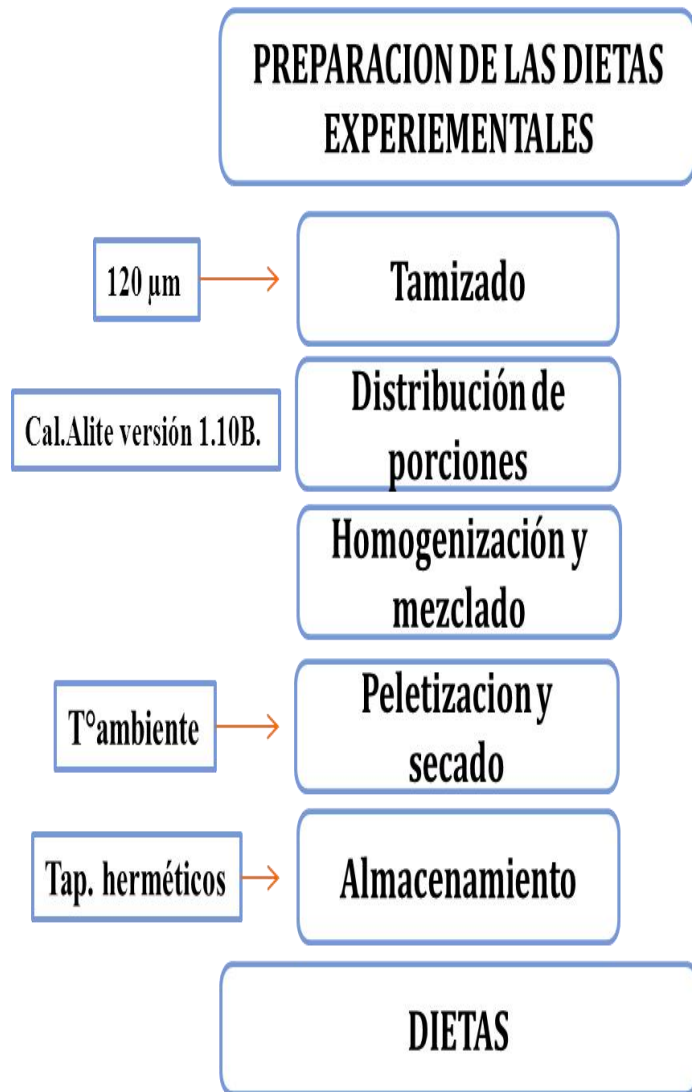 PREPARACION DE LAS DIETAS
EXPERIEMENTALES
120 µm
Tamizado
Cal.Alite versión 1.10B.
Distribución de
porciones
Homogenización y
mezclado
T°ambiente
Peletizacion y
secado
Tap. herméticos
Almacenamiento
DIETAS